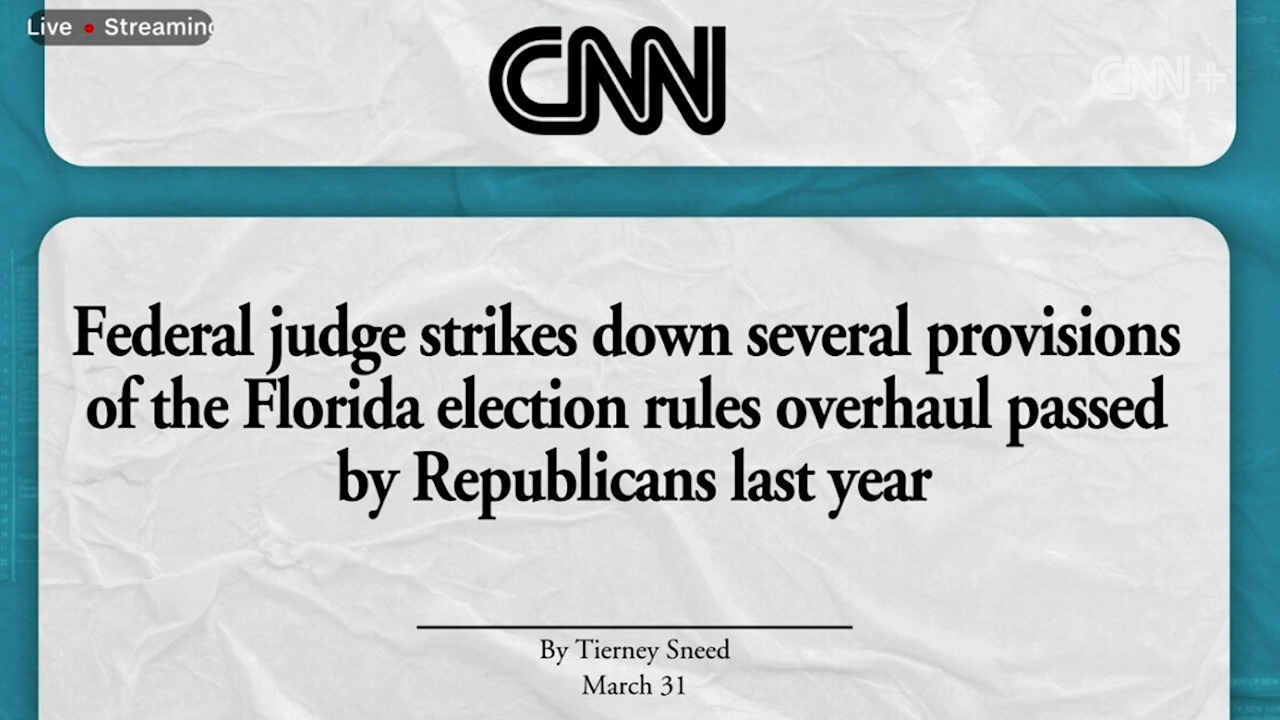 Live • Streaming
CNN
CNN+
Federal judge strikes down several provisions
of the Florida election rules overhaul passed
by Republicans last year
By Tierney Sneed
March 31